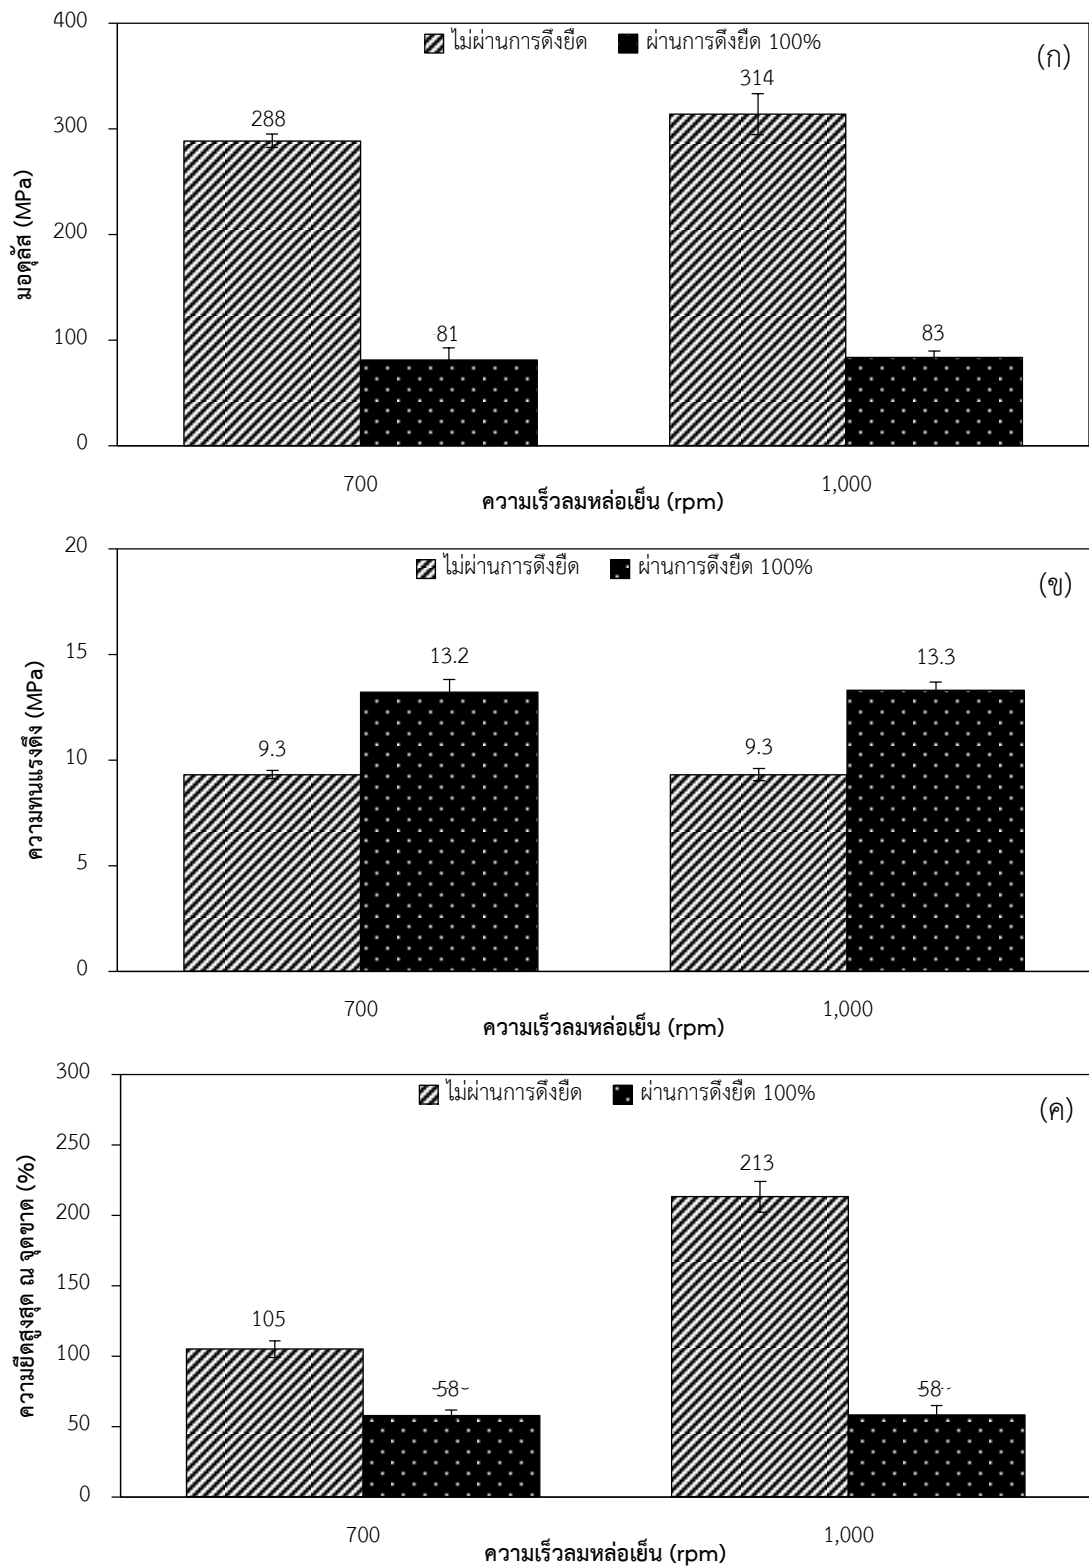 400
ไม่ผ่านการดึงยืด ผ่านการดึงยืด 100%
(ก)
314
288
300
200
100
0
81
83
มอดุลัส (MPa)
700 1,000
ความเร็วลมหล่อเย็น (rpm)
20
ไม่ผ่านการดึงยืด ผ่านการดึงยืด 100%
(ข)
15
13.2
13.3
10
9.3
9.3
5
0
ความทนแรงดึง (MPa)
700 1,000
ความเร็วลมหล่อเย็น (rpm)
300
ไม่ผ่านการดึงยืด ผ่านการดึงยืด 100%
(ค)
250
213
200
150
105
100
58
58
50
0
ความยืดสูงสุด ณ จุดขาด (%)
700 1,000
ความเร็วลมหล่อเย็น (rpm)